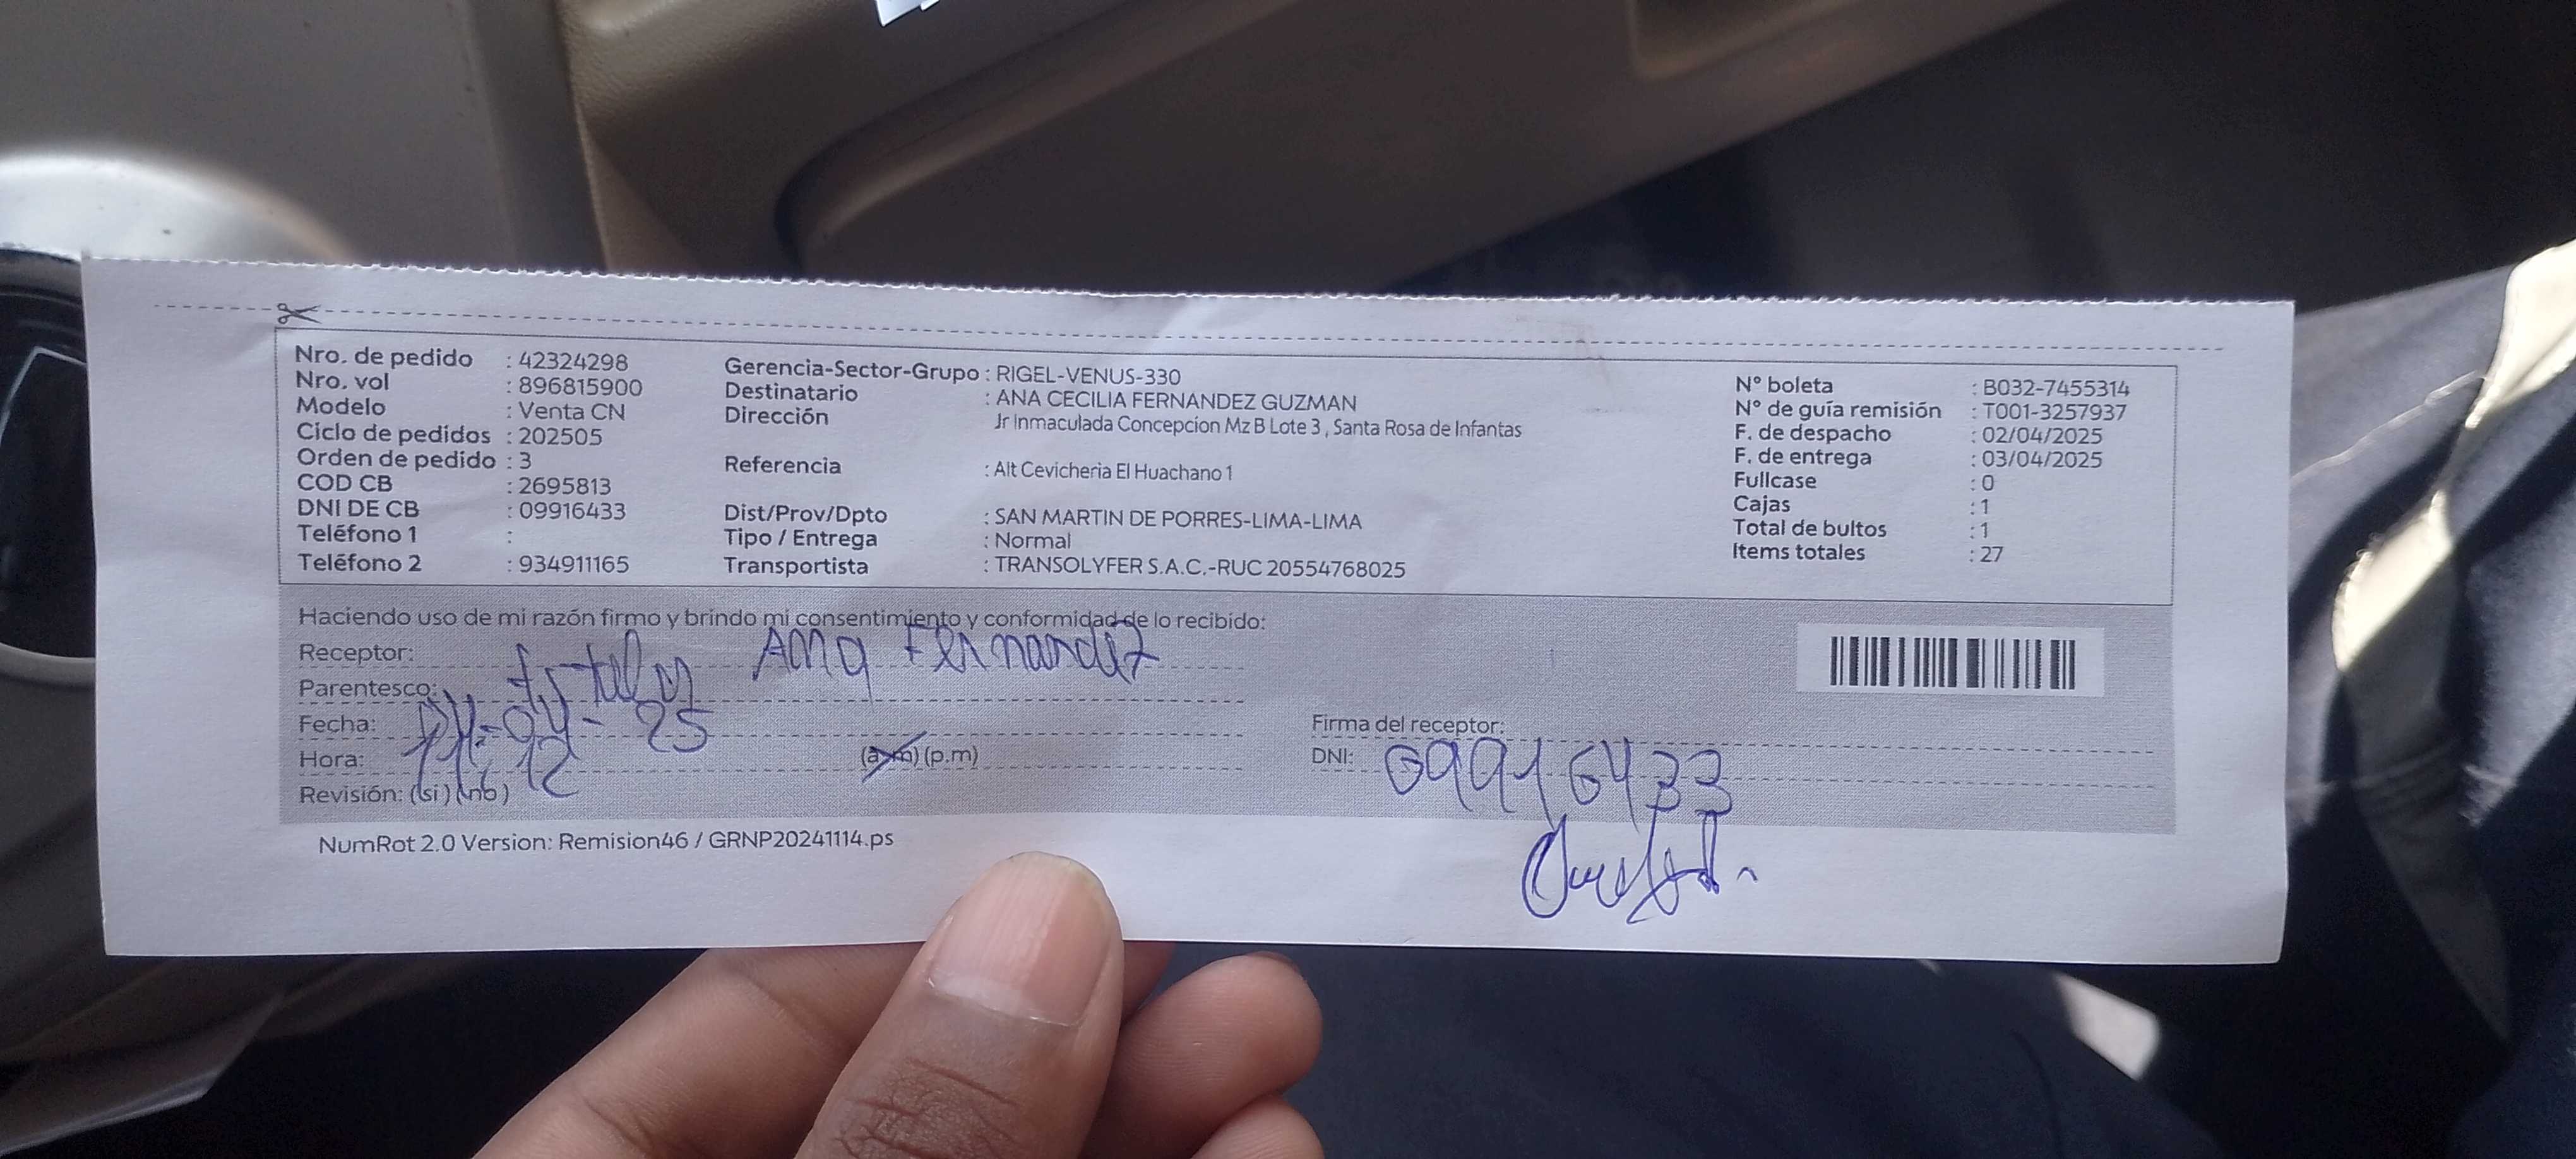 Nro. de pedido : 42324298
Nro. vol : 896815900
Modelo : Venta CN
Ciclo de pedidos : 202505
Orden de pedido : 3
COD CB : 2695813
DNI DE CB : 09916433
Teléfono 1 :
Teléfono 2 : 934911165
Gerencia-Sector-Grupo : RIGEL-VENUS-330
Destinatario : ANA CECILIA FERNANDEZ GUZMAN
Dirección Jr Inmaculada Concepcion Mz B Lote 3 , Santa Rosa de Infantas
Referencia : Alt Cevicheria El Huachano 1
Dist/Prov/Dpto : SAN MARTIN DE PORRES-LIMA-LIMA
Tipo / Entrega : Normal
Transportista : TRANSOLYFER S.A.C.-RUC 20554768025
N° boleta : B032-7455314
N° de guía remisión : T001-3257937
F. de despacho : 02/04/2025
F. de entrega : 03/04/2025
Fullcase : 0
Cajas : 1
Total de bultos : 1
Items totales : 27
Haciendo uso de mi razón firmo y brindo mi consentimiento y conformidad de lo recibido:
Receptor: Ana Fernandez
Parentesco:
Fecha: 04-25
Hora: (a.m) (p.m)
Revisión: (si) (no)
Firma del receptor:
DNI: 09916433
NumRot 2.0 Version: Remision46 / GRNP20241114.ps